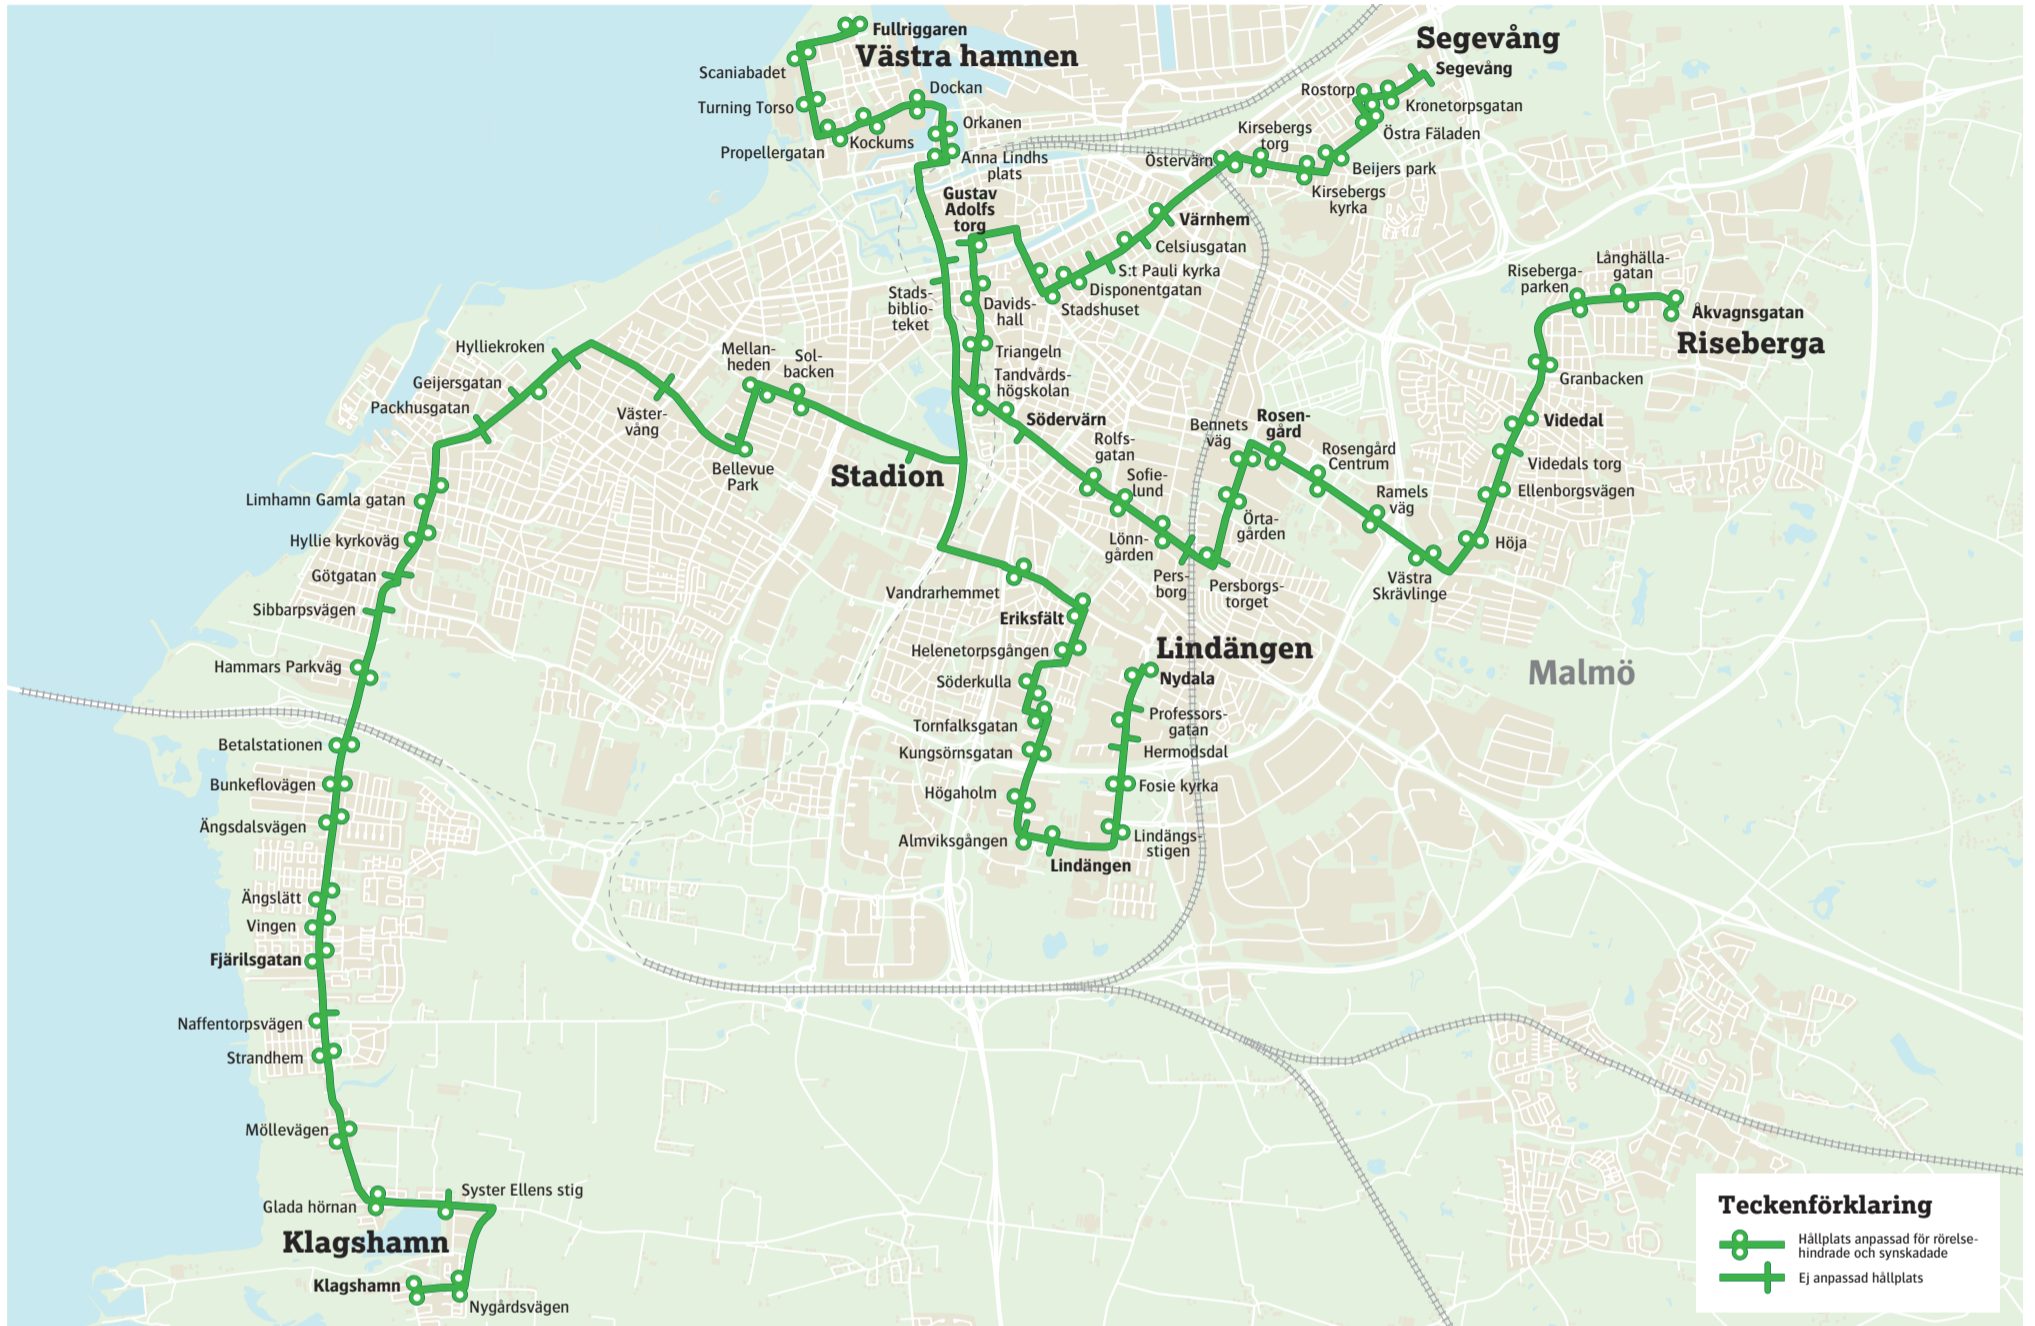 Fullriggaren
Västra hamnen
Scaniabadet
Turning Torso
Propellergatan
Kockums
Dockan
Orkanen
Anna Lindhs
plats
Gustav
Adolfs
torg
Segevång
Segevång
Rostorp
Kronetorpsgatan
Östra Fäladen
Kirsebergs
torg
Beijers park
Östervärn
Kirsebergs
kyrka
Värnhem
Celsiusgatan
S:t Pauli kyrka
Disponentgatan
Stadshuset
Stads-
biblio-
teket
Davids-
hall
Triangeln
Tandvårds-
högskolan
Södervärn
Rolfs-
gatan
Sofie-
lund
Lönn-
gården
Pers-
borg
Persborgs-
torget
Örta-
gården
Bennets
väg
Rosen-
gård
Rosengård
Centrum
Ramels
väg
Västra
Skrävlinge
Höja
Ellenborgsvägen
Videdals torg
Videdal
Granbacken
Riseberga-
parken
Långhälla-
gatan
Åkvagnsgatan
Riseberga
Hylliekroken
Geijersgatan
Packhusgatan
Väster-
vång
Mellan-
heden
Sol-
backen
Bellevue
Park
Stadion
Limhamn Gamla gatan
Hyllie kyrkoväg
Götgatan
Sibbarpsvägen
Hammars Parkväg
Betalstationen
Bunkeflovägen
Ängsdalsvägen
Ängslätt
Vingen
Fjärilsgatan
Naffentorpsvägen
Strandhem
Möllevägen
Glada hörnan
Syster Ellens stig
Klagshamn
Klagshamn
Nygårdsvägen
Vandrarhemmet
Eriksfält
Helenetorpsgången
Söderkulla
Tornfalksgatan
Kungsörnsgatan
Högaholm
Almviksgången
Lindängen
Lindängs-
stigen
Fosie kyrka
Hermodsdal
Professors-
gatan
Nydala
Lindängen
Malmö
Teckenförklaring
Hållplats anpassad för rörelse-
hindrade och synskadade
Ej anpassad hållplats